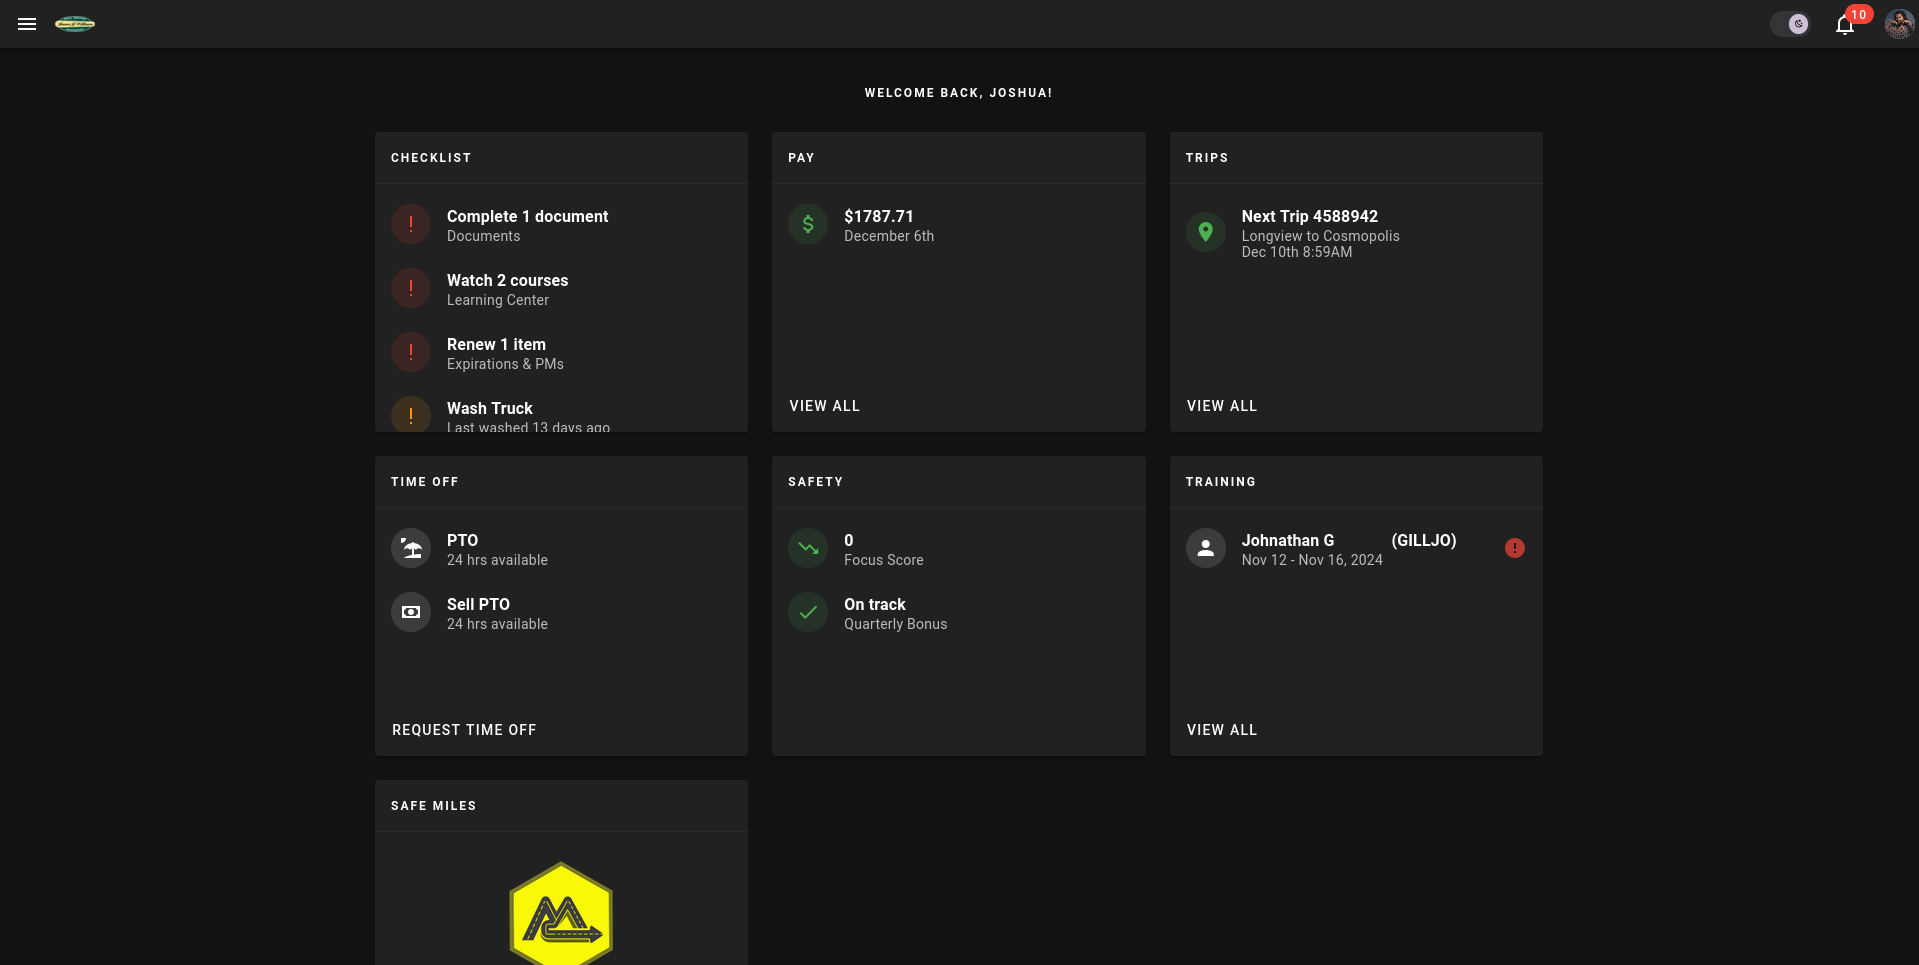 10
WELCOME BACK, JOSHUA!
CHECKLIST
Complete 1 document
Documents
Watch 2 courses
Learning Center
Renew 1 item
Expirations & PMs
Wash Truck
Last washed 13 days ago
PAY
$1787.71
December 6th
VIEW ALL
TRIPS
Next Trip 4588942
Longview to Cosmopolis
Dec 10th 8:59AM
VIEW ALL
TIME OFF
PTO
24 hrs available
Sell PTO
24 hrs available
REQUEST TIME OFF
SAFETY
0
Focus Score
On track
Quarterly Bonus
TRAINING
Johnathan G (GILLJO)
Nov 12 - Nov 16, 2024
VIEW ALL
SAFE MILES